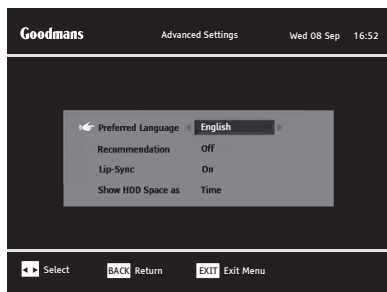 Goodmans Advanced Settings Wed 08 Sep 16:52
Preferred Language English
Recommendation Off
Lip-Sync On
Show HDD Space as Time
Select BACK Return EXIT Exit Menu